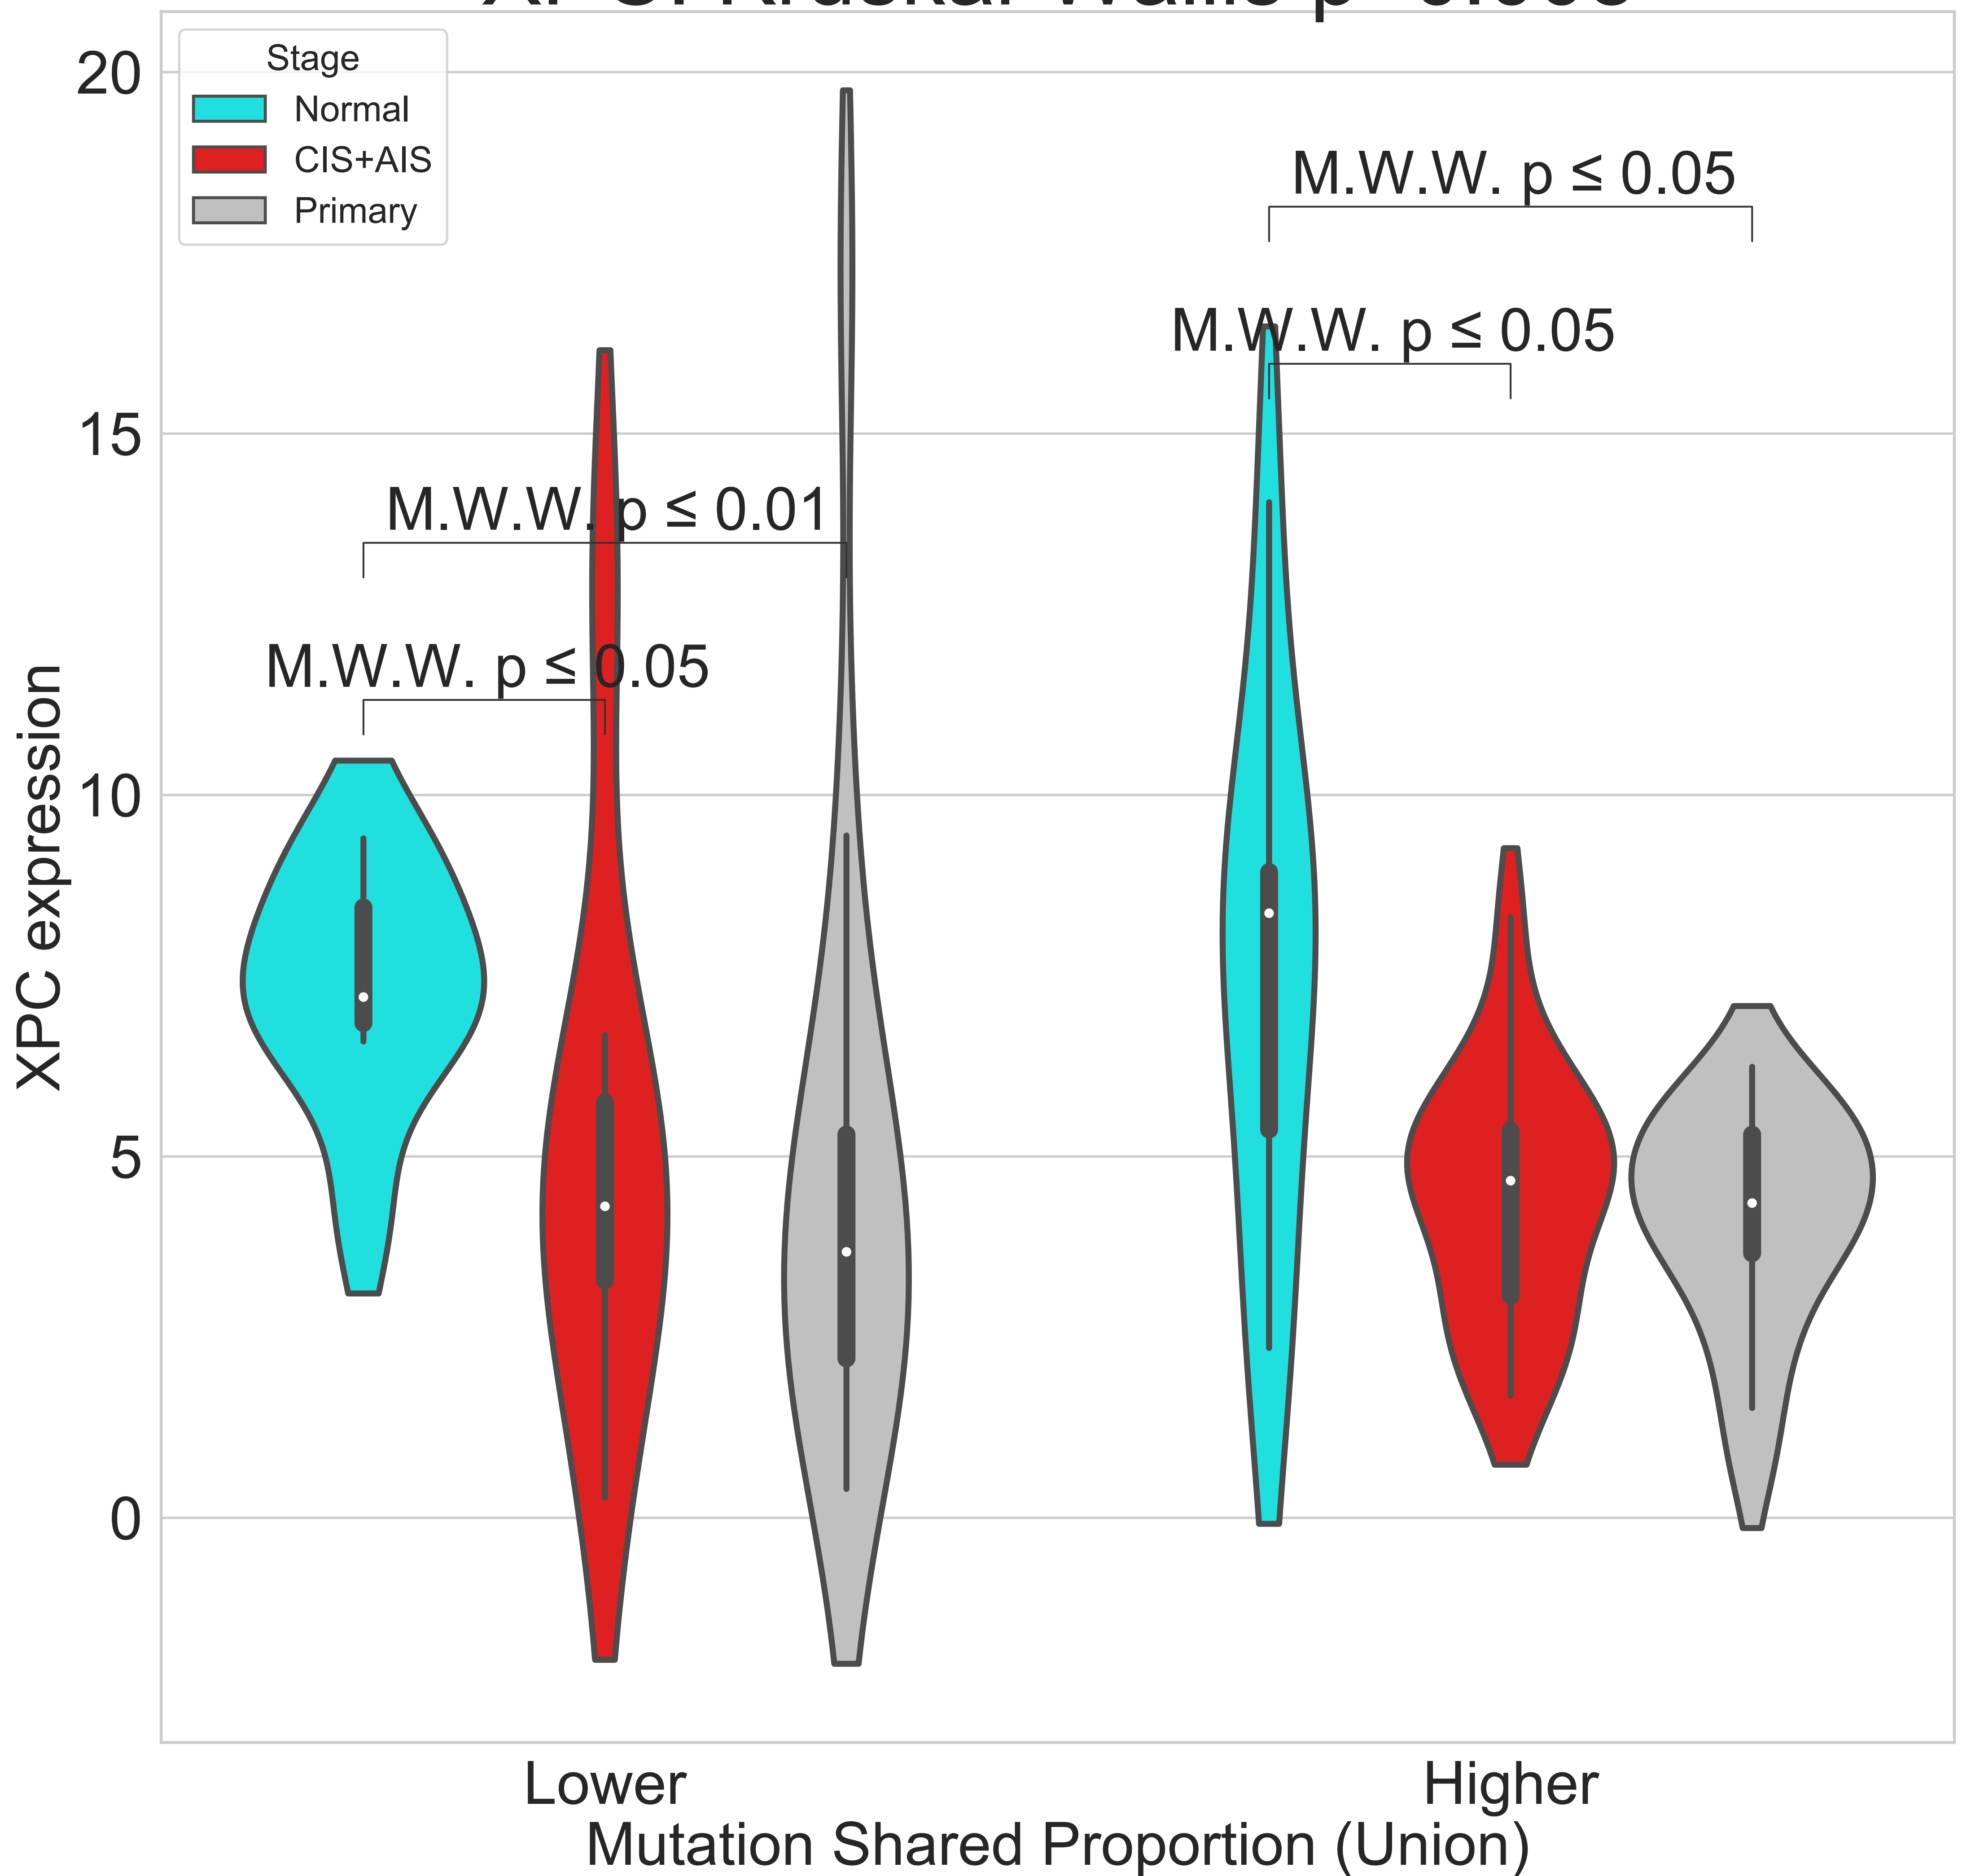 Stage
Normal
CIS+AIS
Primary
20
15
10
5
0
XPC expression
M.W.W. p ≤ 0.05
M.W.W. p ≤ 0.05
M.W.W. p ≤ 0.01
M.W.W. p ≤ 0.05
Lower
Higher
Mutation Shared Proportion (Union)